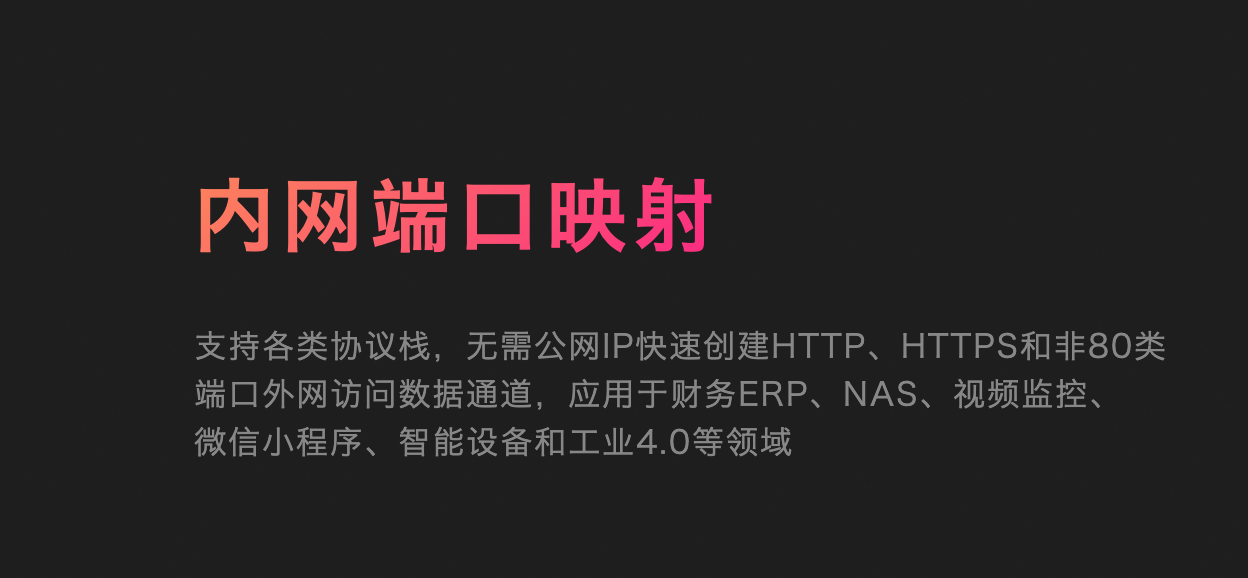 内网端口映射
支持各类协议栈，无需公网IP快速创建HTTP、HTTPS和非80类
端口外网访问数据通道，应用于财务ERP、NAS、视频监控、
微信小程序、智能设备和工业4.0等领域